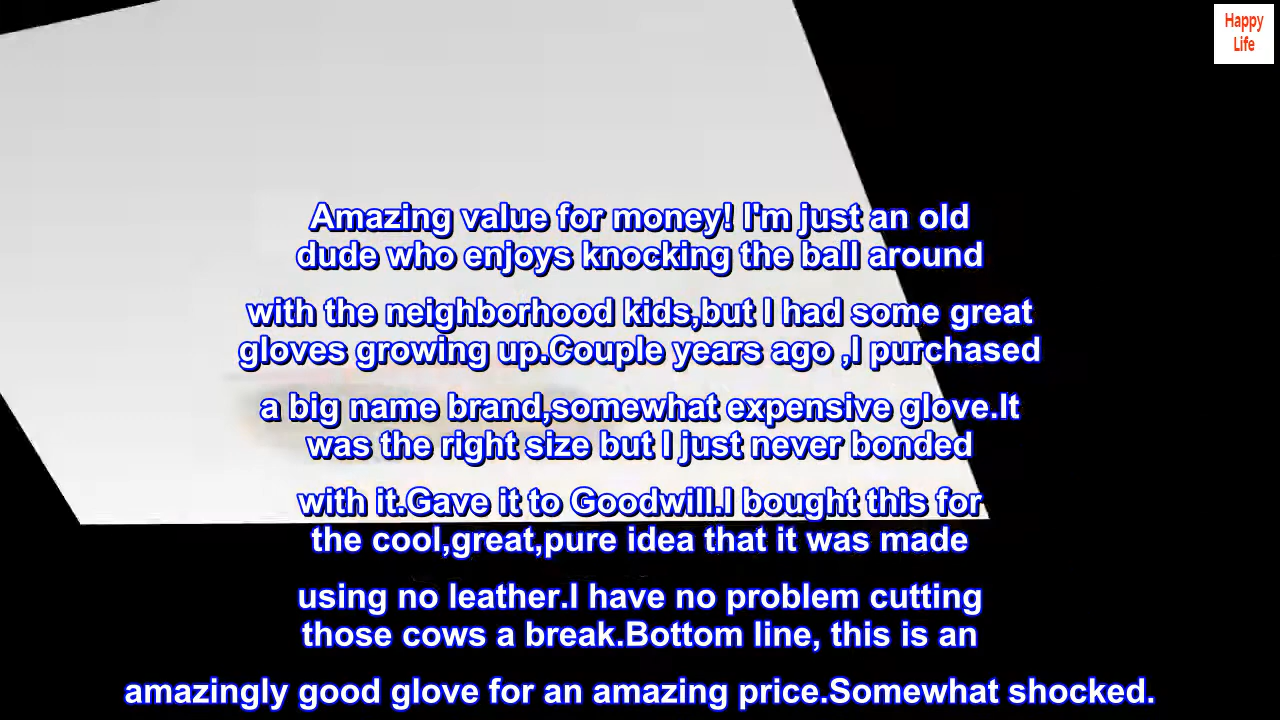 Happy
Life
Amazing value for money! I'm just an old
dude who enjoys knocking the ball around
with the neighborhood kids,but I had some great
gloves growing up.Couple years ago ,I purchased
a big name brand,somewhat expensive glove.It
was the right size but I just never bonded
with it.Gave it to Goodwill.I bought this for
the cool,great,pure idea that it was made
using no leather.I have no problem cutting
those cows a break.Bottom line, this is an
amazingly good glove for an amazing price.Somewhat shocked.